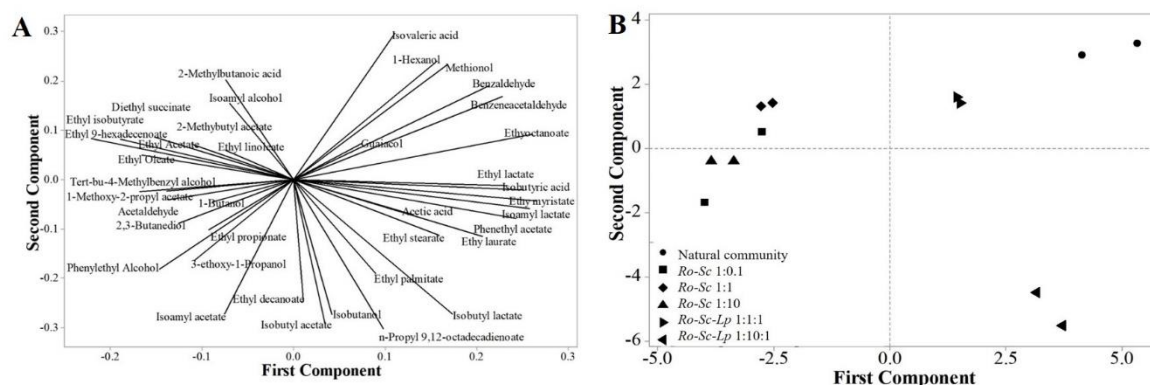 A
0.3
0.2
0.1
0.0
-0.1
-0.2
-0.3
Second Component
Isovaleric acid
1-Hexanol
Methionol
2-Methylbutanoic acid
Benzaldehyde
Isoamyl alcohol
Benzeneacetaldehyde
Diethyl succinate
Ethyl isobutyrate
2-Methybutyl acetate
Ethyl 9-hexadecenoate
Ethyoctanoate
Ethyl Acetate
Guaiacol
Ethyl linoleate
Ethyl Oleate
Ethyl lactate
Tert-bu-4-Methylbenzyl alcohol
Isobutyric acid
1-Methoxy-2-propyl acetate
Ethy myristate
1-Butanol
Acetaldehyde
Acetic acid
Isoamyl lactate
2,3-Butanediol
Phenethyl acetate
Ethyl propionate
Ethyl stearate
Ethy laurate
Phenylethyl Alcohol
3-ethoxy-1-Propanol
Ethyl palmitate
Ethyl decanoate
Isoamyl acetate
Isobutyl acetate
Isobutanol
Isobutyl lactate
n-Propyl 9,12-octadecadienoate
-0.2
-0.1
0.0
0.1
0.2
0.3
First Component
B
4
2
0
-2
-4
-6
Second Component
Natural community
Ro-Sc 1:0.1
Ro-Sc 1:1
Ro-Sc 1:10
Ro-Sc-Lp 1:1:1
Ro-Sc-Lp 1:10:1
-5.0
-2.5
0.0
2.5
5.0
First Component